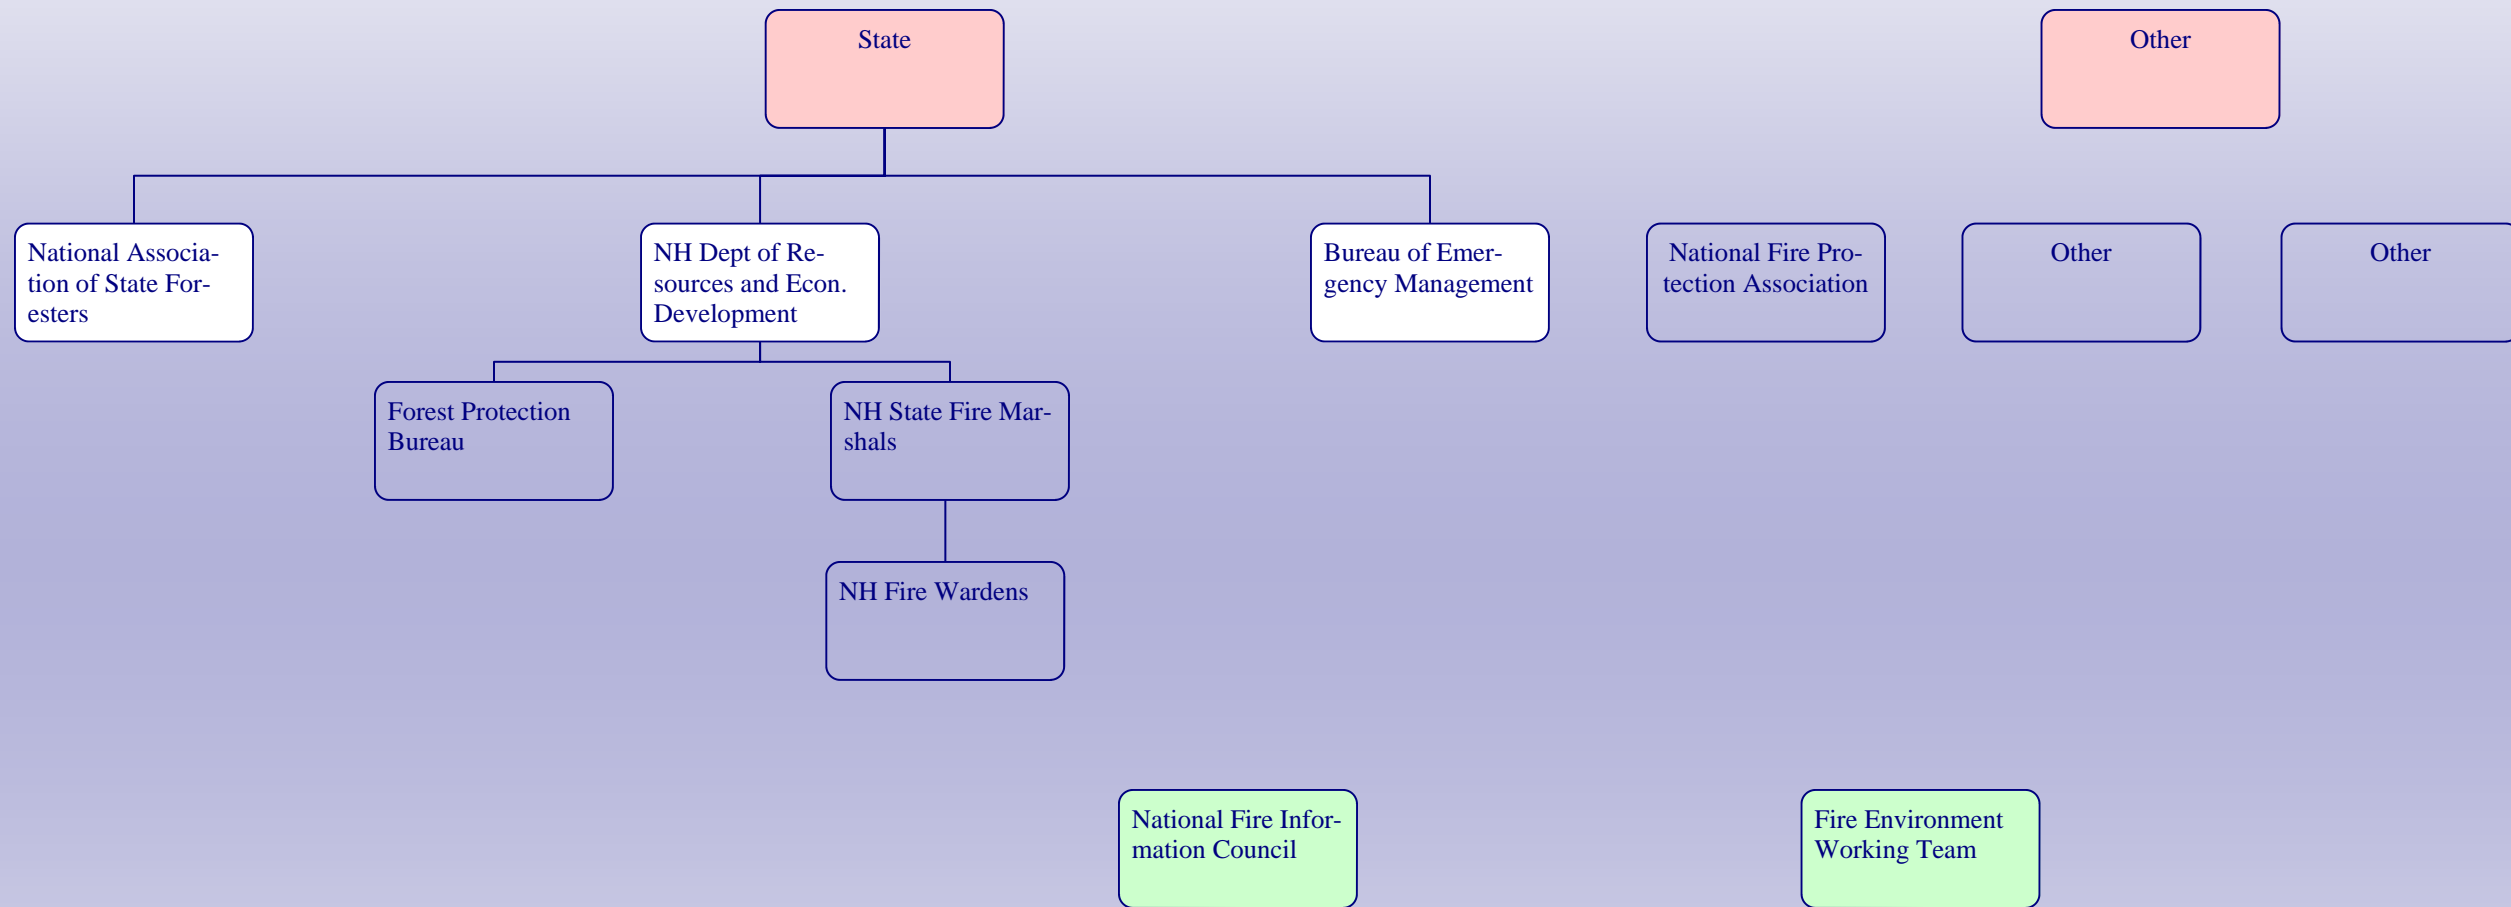 State
Other
National Associa-
tion of State For-
esters
NH Dept of Re-
sources and Econ.
Development
Bureau of Emer-
gency Management
National Fire Pro-
tection Association
Other
Other
Forest Protection
Bureau
NH State Fire Mar-
shals
NH Fire Wardens
National Fire Infor-
mation Council
Fire Environment
Working Team